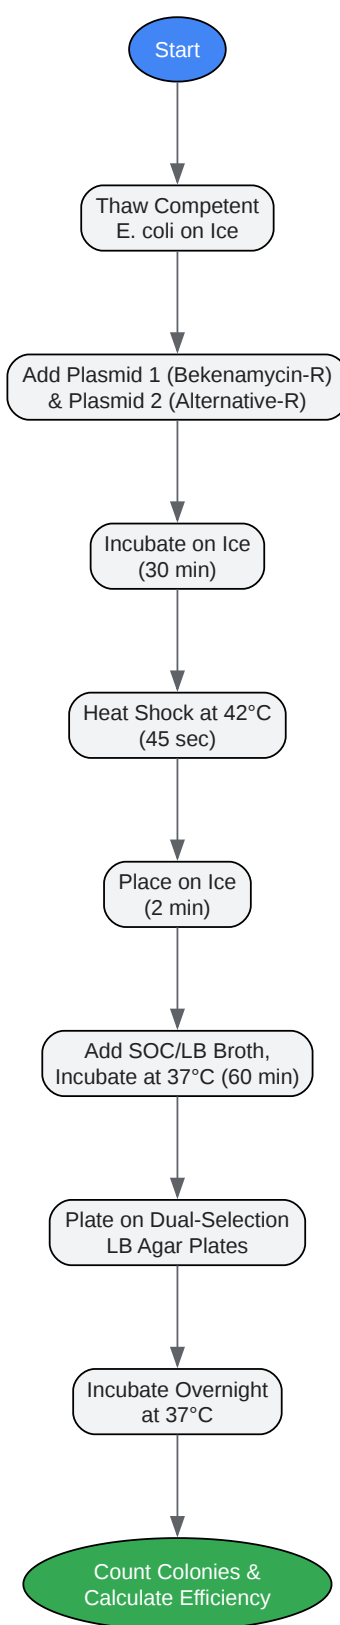 Start
Thaw Competent
E. coli on Ice
Add Plasmid 1 (Bekenamycin-R)
& Plasmid 2 (Alternative-R)
Incubate on Ice
(30 min)
Heat Shock at 42°C
(45 sec)
Place on Ice
(2 min)
Add SOC/LB Broth,
Incubate at 37°C (60 min)
Plate on Dual-Selection
LB Agar Plates
Incubate Overnight
at 37°C
Count Colonies &
Calculate Efficiency